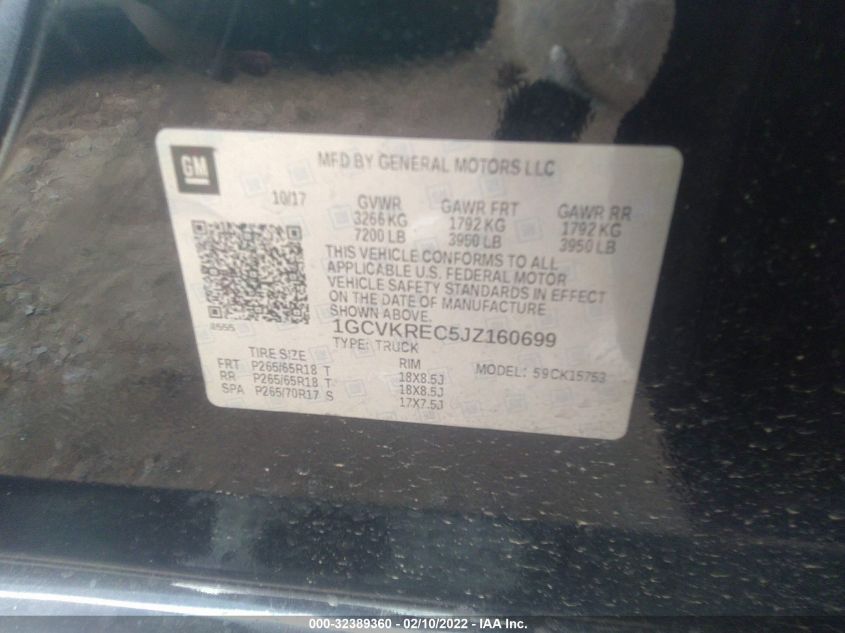 GM
MFD BY GENERAL MOTORS LLC
10/17
GVWR
3266 KG
7200 LB
GAWR FRT
1792 KG
3950 LB
GAWR RR
1792 KG
3950 LB
THIS VEHICLE CONFORMS TO ALL
APPLICABLE U.S. FEDERAL MOTOR
VEHICLE SAFETY STANDARDS IN EFFECT
ON THE DATE OF MANUFACTURE
SHOWN ABOVE.
2555
1GCVKREC5JZ160699
TYPE: TRUCK
TIRE SIZE RIM MODEL: 59CK15753
FRT P265/65R18 T 18X8.5J
RR P265/65R18 T 18X8.5J
SPA P265/70R17 S 17X7.5J
000-32389360 - 02/10/2022 - IAA Inc.